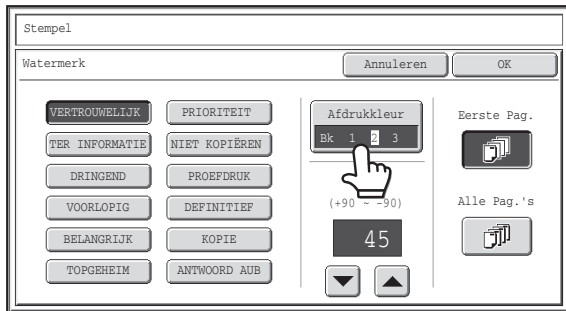 Stempel
Watermerk
Annuleren
OK
VERTROUWELIJK
PRIORITEIT
TER INFORMATIE
NIET KOPIËREN
DRINGEND
PROEFDRUK
VOORLOPIG
DEFINITIEF
BELANGRIJK
KOPIE
TOPGEHEIM
ANTWOORD AUB
Afdrukkleur
Bk 1 2 3
(+90 ~ -90)
45
Eerste Pag.
Alle Pag.'s